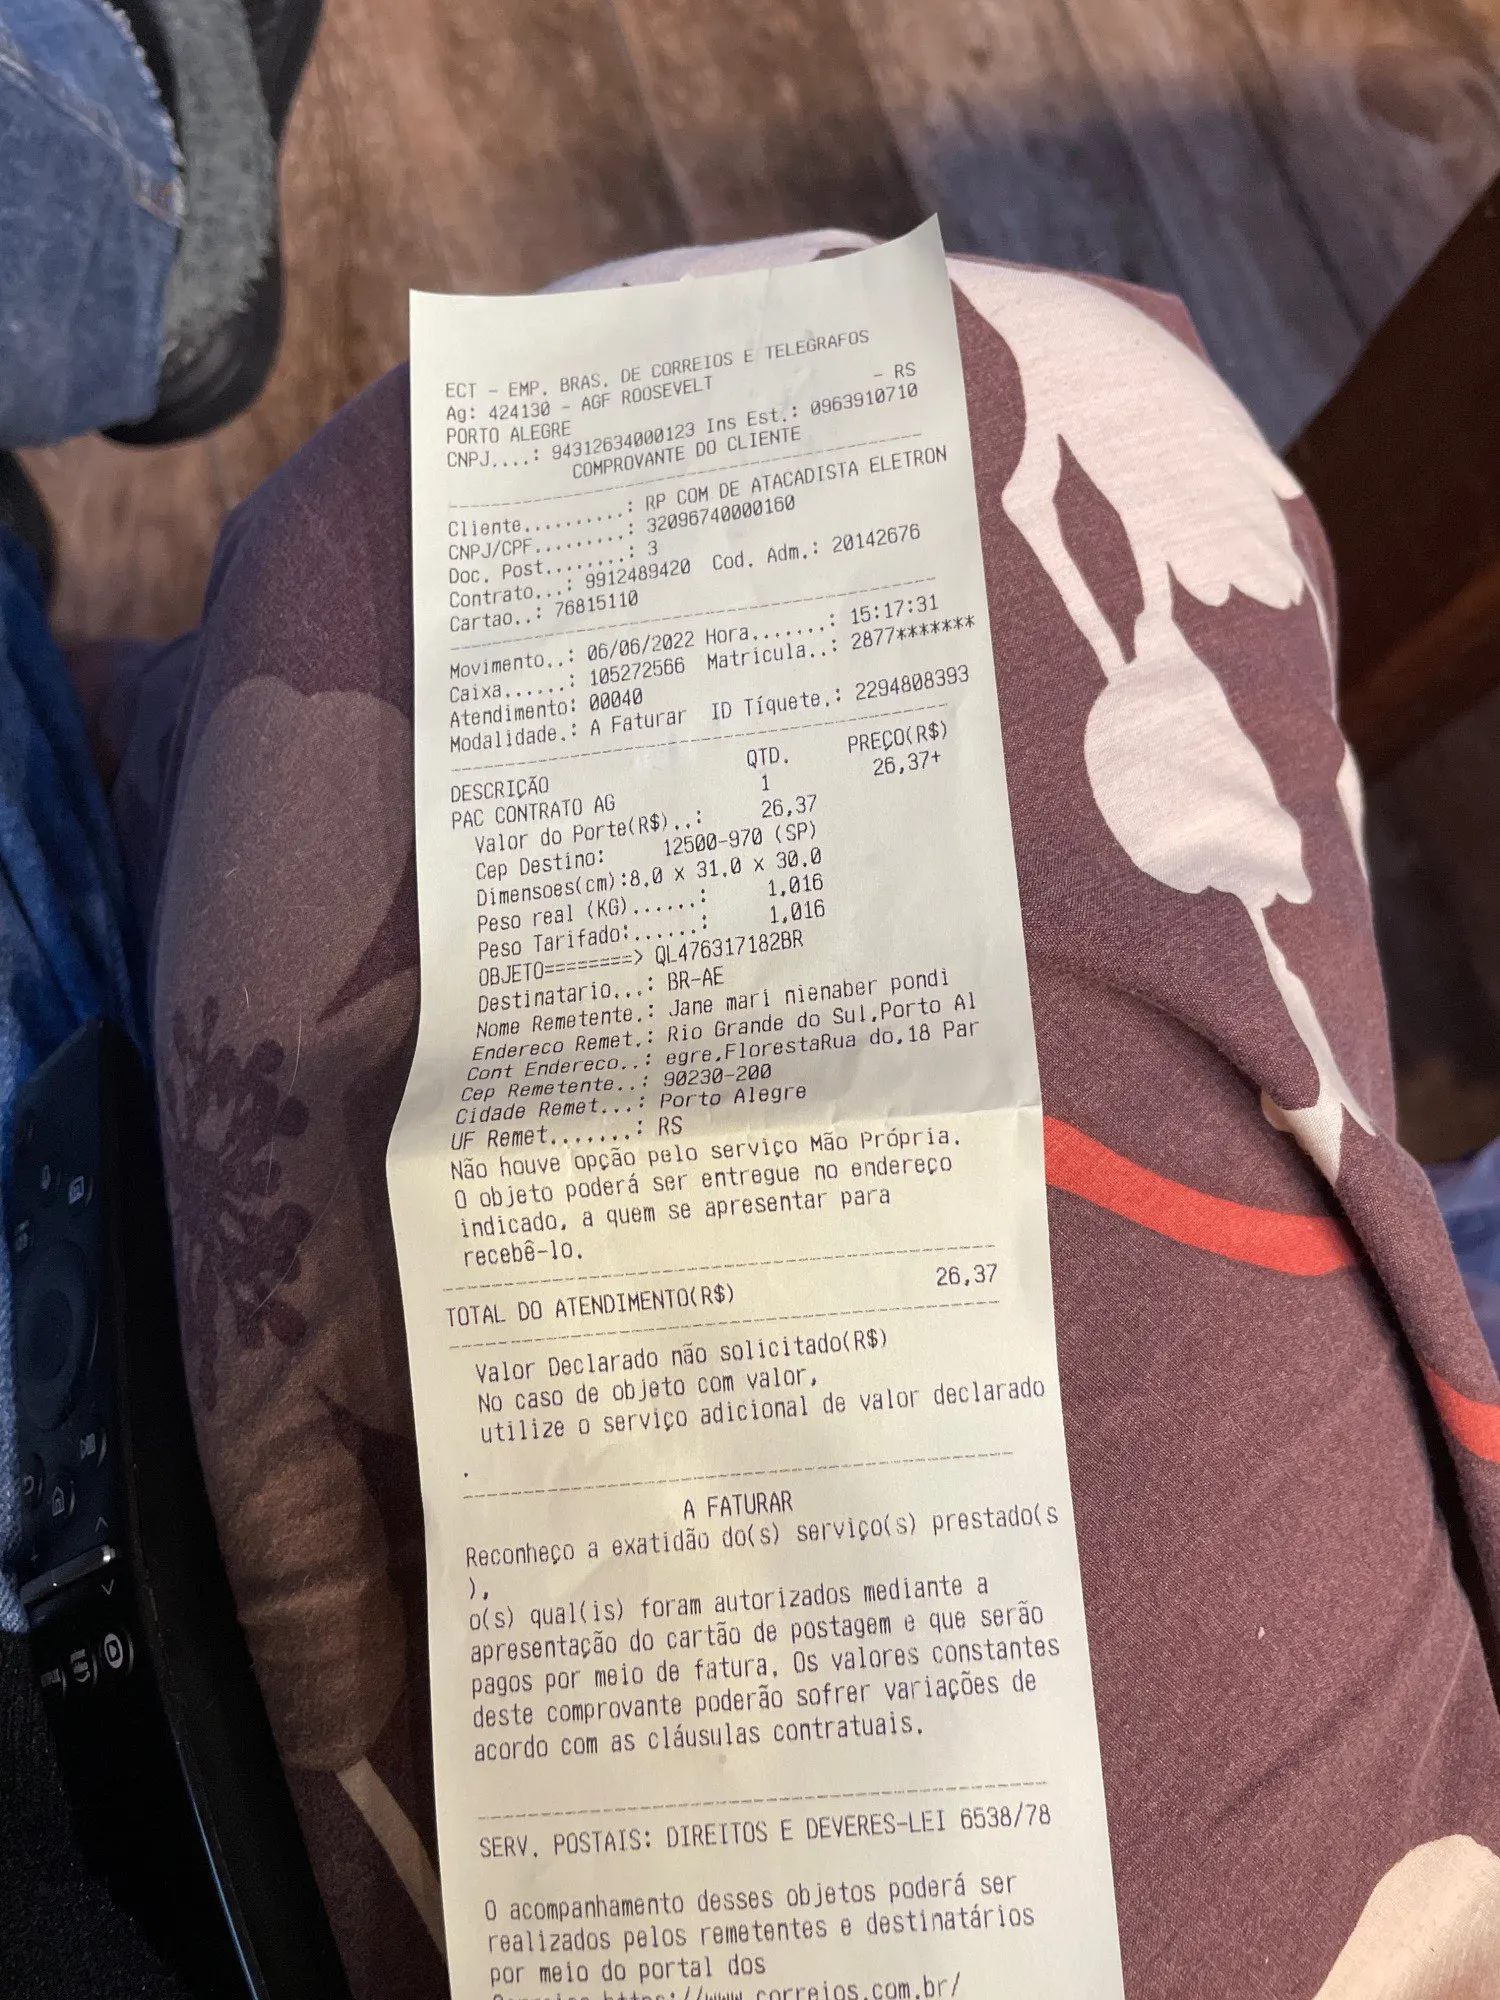 ECT - EMP. BRAS. DE CORREIOS E TELEGRAFOS
Ag: 424130 - AGF ROOSEVELT
PORTO ALEGRE - RS
CNPJ....: 94312634000123 Ins Est.: 0963910710
COMPROVANTE DO CLIENTE
Cliente..........: RP COM DE ATACADISTA ELETRON
CNPJ/CPF.........: 32096740000160
Doc. Post........: 3
Contrato...: 9912489420 Cod. Adm.: 20142676
Cartao..: 76815110
Movimento..: 06/06/2022 Hora.......: 15:17:31
Caixa......: 105272566 Matricula..: 2877*******
Atendimento: 00040
Modalidade.: A Faturar ID Tíquete.: 2294808393
DESCRIÇÃO QTD. PREÇO(R$)
PAC CONTRATO AG 1 26,37+
Valor do Porte(R$)..: 26,37
Cep Destino: 12500-970 (SP)
Dimensoes(cm):8.0 x 31.0 x 30.0
Peso real (KG)......: 1,016
Peso Tarifado:......: 1,016
OBJETO========> QL476317182BR
Destinatario...: BR-AE
Nome Remetente.: Jane mari nienaber pondi
Endereco Remet.: Rio Grande do Sul,Porto Al
Cont Endereco..: egre,FlorestaRua do,18 Par
Cep Remetente..: 90230-200
Cidade Remet...: Porto Alegre
UF Remet.......: RS
Não houve opção pelo serviço Mão Própria.
O objeto poderá ser entregue no endereço
indicado, a quem se apresentar para
recebê-lo.
TOTAL DO ATENDIMENTO(R$) 26,37
Valor Declarado não solicitado(R$)
No caso de objeto com valor,
utilize o serviço adicional de valor declarado
.
A FATURAR
Reconheço a exatidão do(s) serviço(s) prestado(s
),
o(s) qual(is) foram autorizados mediante a
apresentação do cartão de postagem e que serão
pagos por meio de fatura. Os valores constantes
deste comprovante poderão sofrer variações de
acordo com as cláusulas contratuais.
SERV. POSTAIS: DIREITOS E DEVERES-LEI 6538/78
O acompanhamento desses objetos poderá ser
realizados pelos remetentes e destinatários
por meio do portal dos
Correios https://www.correios.com.br/